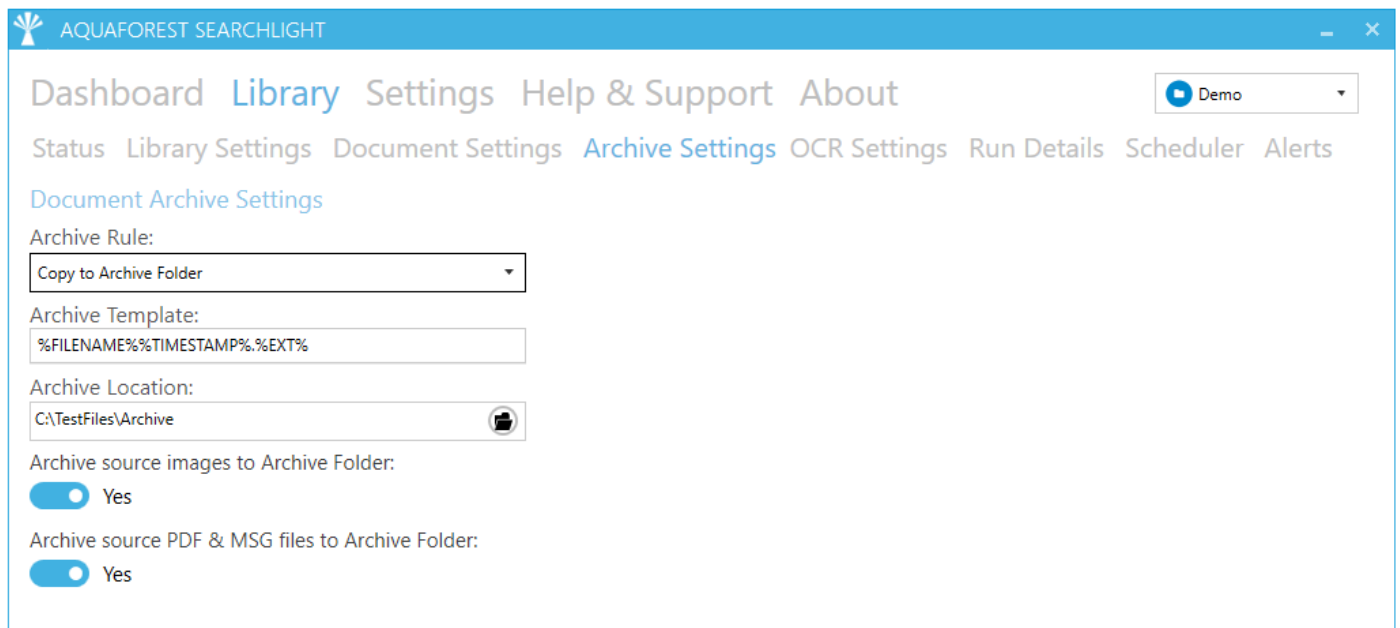 AQUAFOREST SEARCHLIGHT
Dashboard Library Settings Help & Support About Demo
Status Library Settings Document Settings Archive Settings OCR Settings Run Details Scheduler Alerts
Document Archive Settings
Archive Rule:
Copy to Archive Folder
Archive Template:
%FILENAME%%TIMESTAMP%.%EXT%
Archive Location:
C:\TestFiles\Archive
Archive source images to Archive Folder:
Yes
Archive source PDF & MSG files to Archive Folder:
Yes